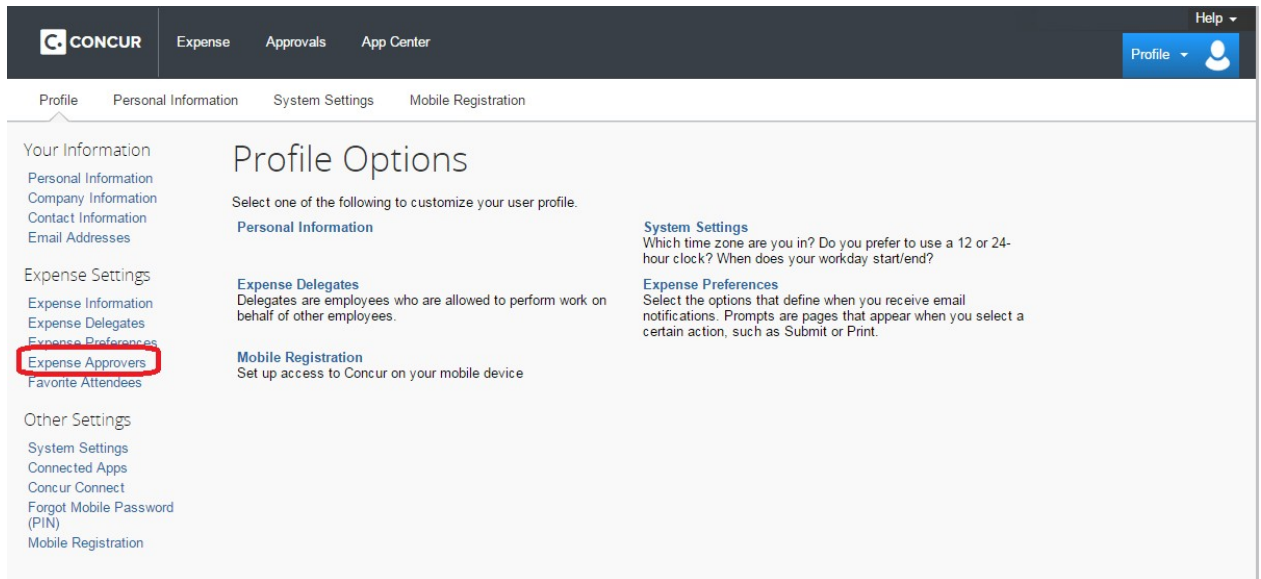 Help
C. CONCUR Expense Approvals App Center
Profile
Profile Personal Information System Settings Mobile Registration
Your Information
Personal Information
Company Information
Contact Information
Email Addresses
Expense Settings
Expense Information
Expense Delegates
Expense Preferences
Expense Approvers
Favorite Attendees
Other Settings
System Settings
Connected Apps
Concur Connect
Forgot Mobile Password
(PIN)
Mobile Registration
Profile Options
Select one of the following to customize your user profile.
Personal Information
System Settings
Which time zone are you in? Do you prefer to use a 12 or 24-
hour clock? When does your workday start/end?
Expense Delegates
Delegates are employees who are allowed to perform work on
behalf of other employees.
Expense Preferences
Select the options that define when you receive email
notifications. Prompts are pages that appear when you select a
certain action, such as Submit or Print.
Mobile Registration
Set up access to Concur on your mobile device